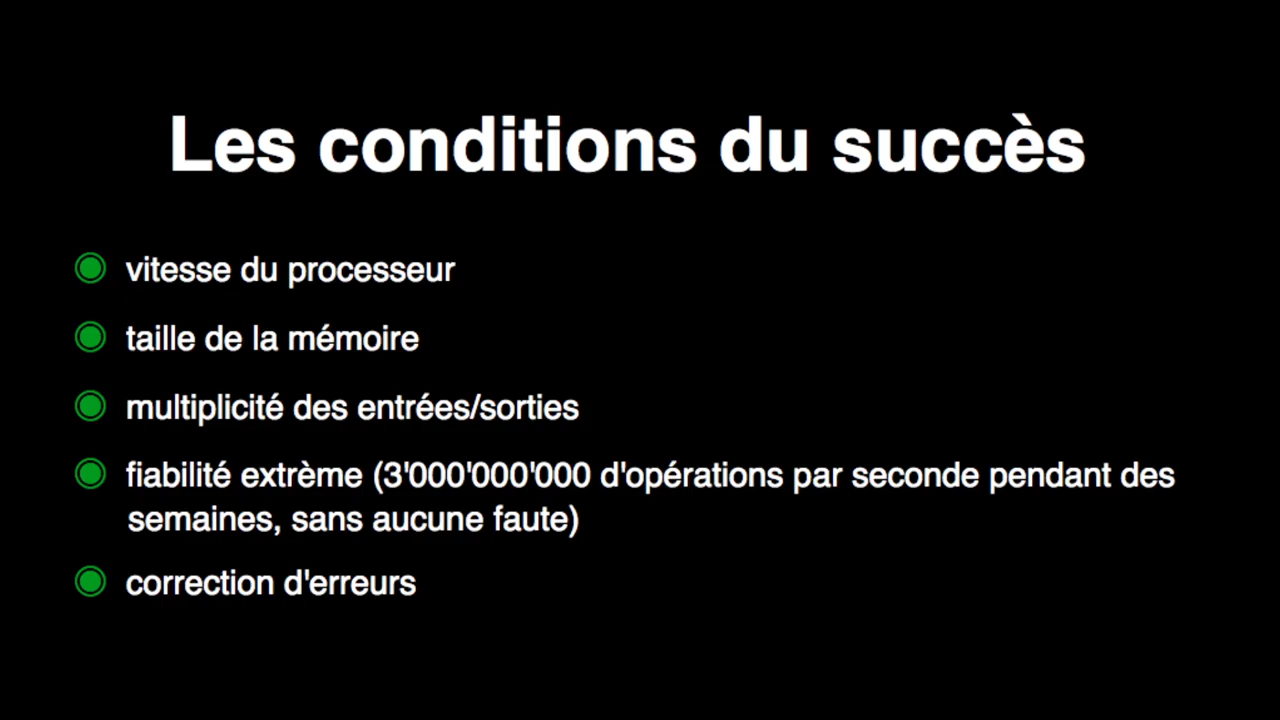 Les conditions du succès
vitesse du processeur
taille de la mémoire
multiplicité des entrées/sorties
fiabilité extrème (3'000'000'000 d'opérations par seconde pendant des
semaines, sans aucune faute)
correction d'erreurs